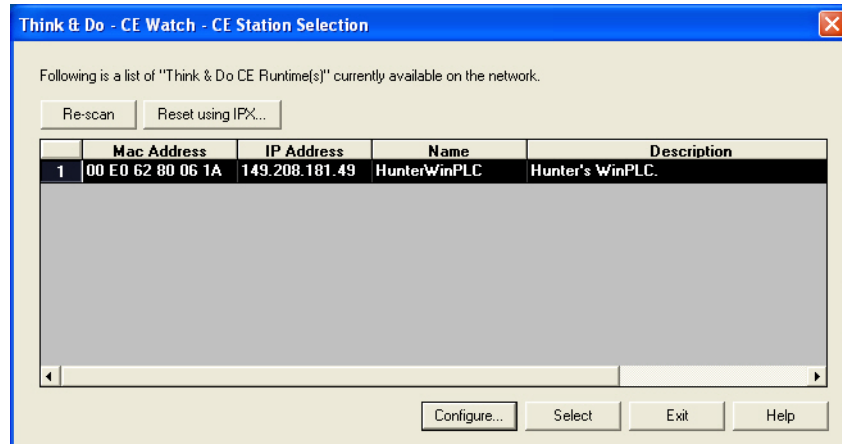 Think & Do - CE Watch - CE Station Selection
Following is a list of "Think & Do CE Runtime(s)" currently available on the network.
Re-scan Reset using IPX...
Mac Address IP Address Name Description
1 00 E0 62 80 06 1A 149.208.181.49 HunterWinPLC Hunter's WinPLC.
Configure... Select Exit Help